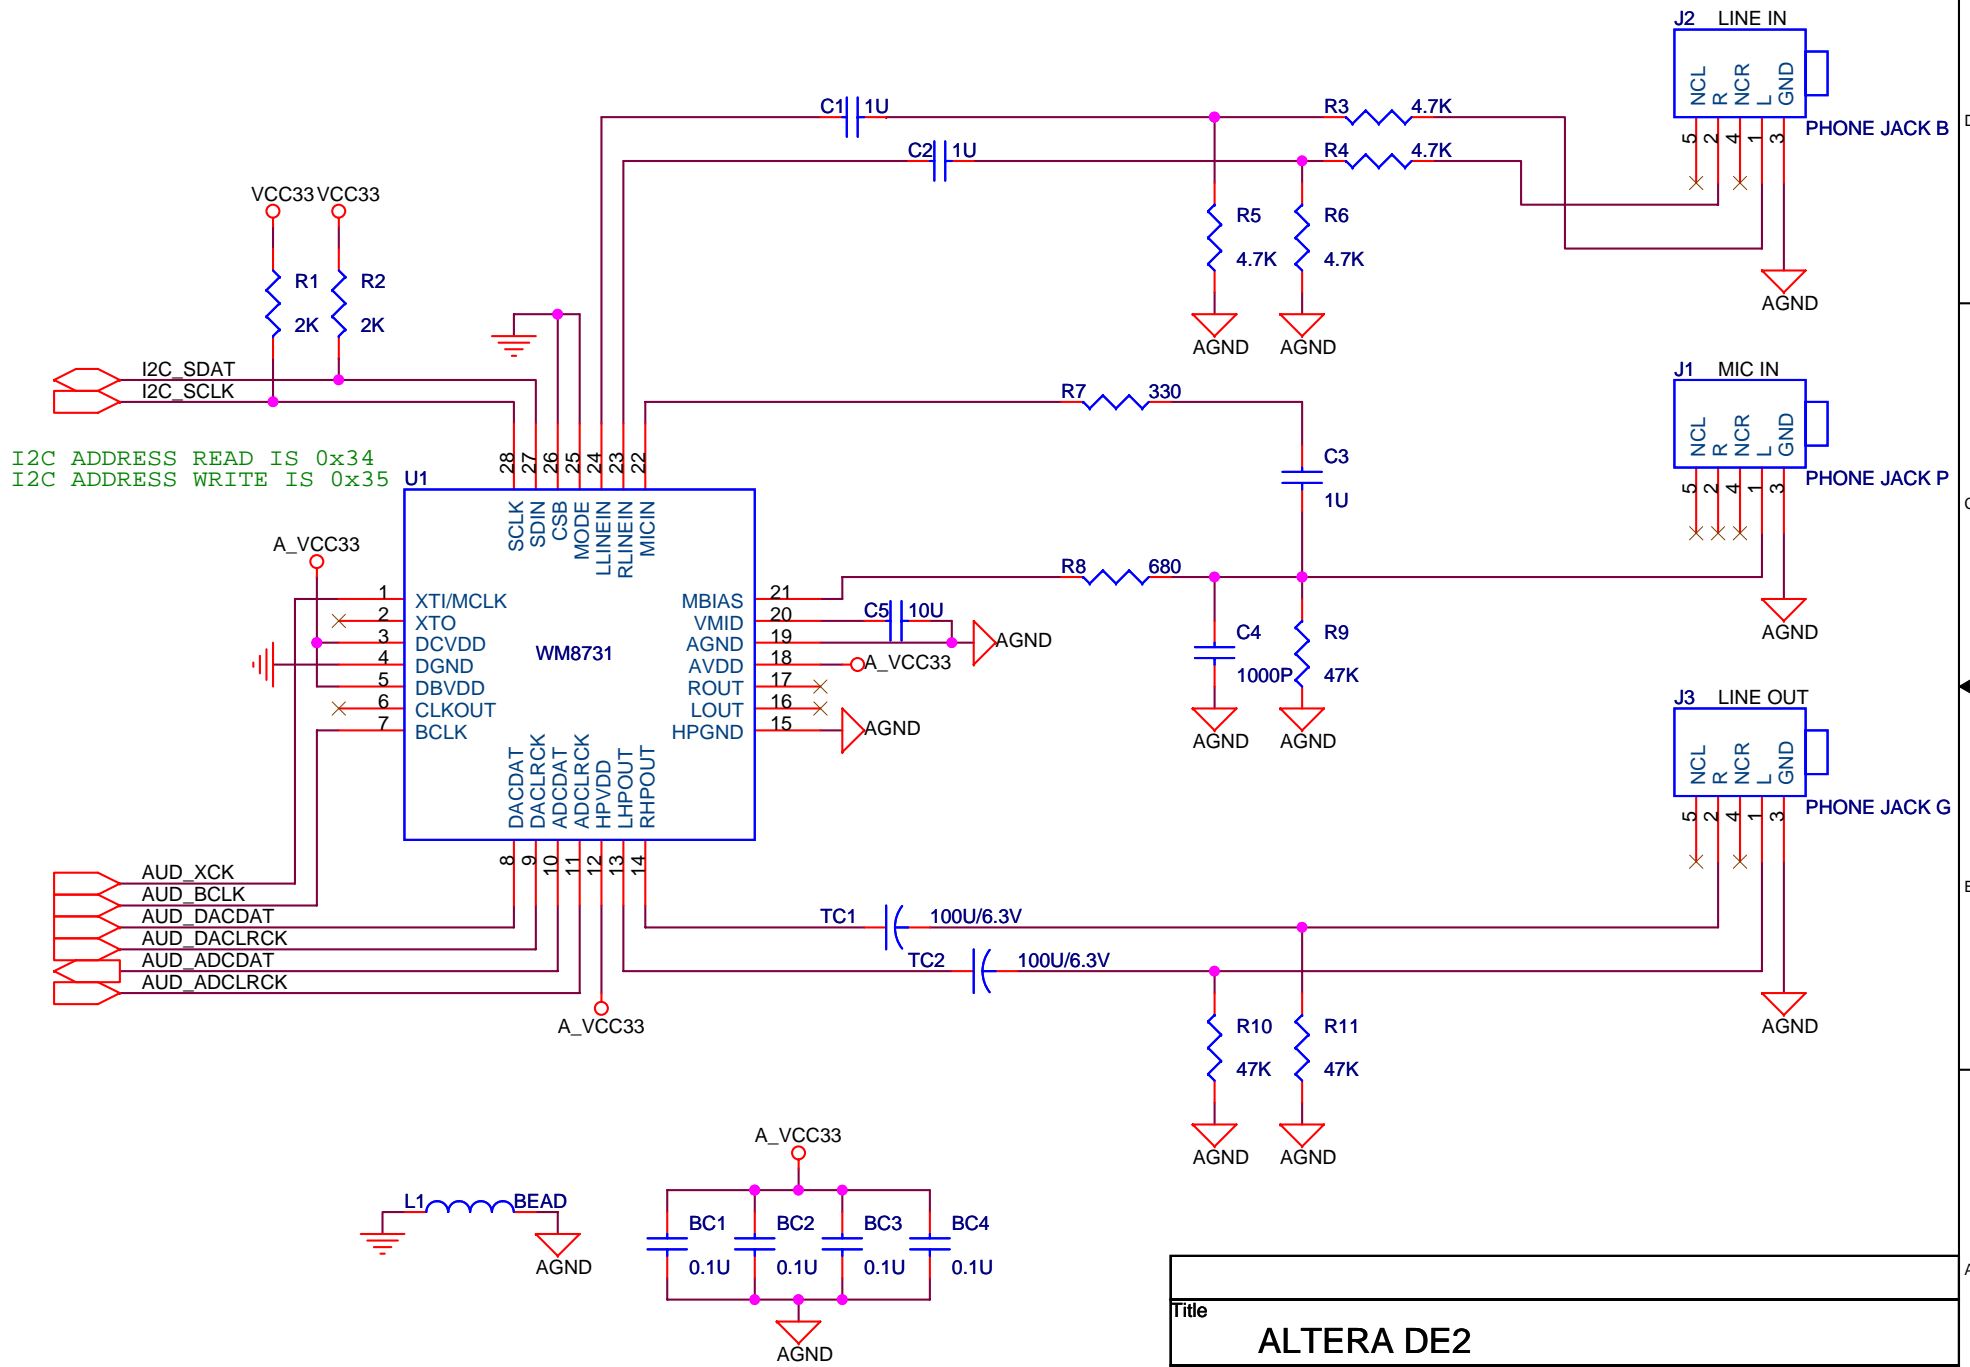 J2 LINE IN
NCL
R
NCR
L
GND
5
2
4
1
3
PHONE JACK B
C1 1U
R3 4.7K
C2 1U
R4 4.7K
VCC33 VCC33
R5
4.7K
R6
4.7K
R1
2K
R2
2K
AGND
AGND
AGND
I2C_SDAT
I2C_SCLK
I2C ADDRESS READ IS 0x34
I2C ADDRESS WRITE IS 0x35
J1 MIC IN
NCL
R
NCR
L
GND
5
2
4
1
3
PHONE JACK P
R7 330
C3
1U
R8 680
C4
1000P
R9
47K
AGND
AGND
AGND
U1
28
27
26
25
24
23
22
SCLK
SDIN
CSB
MODE
LLINEIN
RLINEIN
MICIN
A_VCC33
1 XTI/MCLK
2 XTO
3 DCVDD
4 DGND
5 DBVDD
6 CLKOUT
7 BCLK
WM8731
MBIAS 21
VMID 20
AGND 19
AVDD 18
ROUT 17
LOUT 16
HPGND 15
C5 10U
AGND
A_VCC33
AGND
DACDAT
DACLRCK
ADCDAT
ADCLRCK
HPVDD
LHPOUT
RHPOUT
8
9
10
11
12
13
14
J3 LINE OUT
NCL
R
NCR
L
GND
5
2
4
1
3
PHONE JACK G
AUD_XCK
AUD_BCLK
AUD_DACDAT
AUD_DACLRCK
AUD_ADCDAT
AUD_ADCLRCK
A_VCC33
TC1 100U/6.3V
TC2 100U/6.3V
R10
47K
R11
47K
AGND
AGND
AGND
L1 BEAD
AGND
A_VCC33
BC1
0.1U
BC2
0.1U
BC3
0.1U
BC4
0.1U
AGND
Title
ALTERA DE2